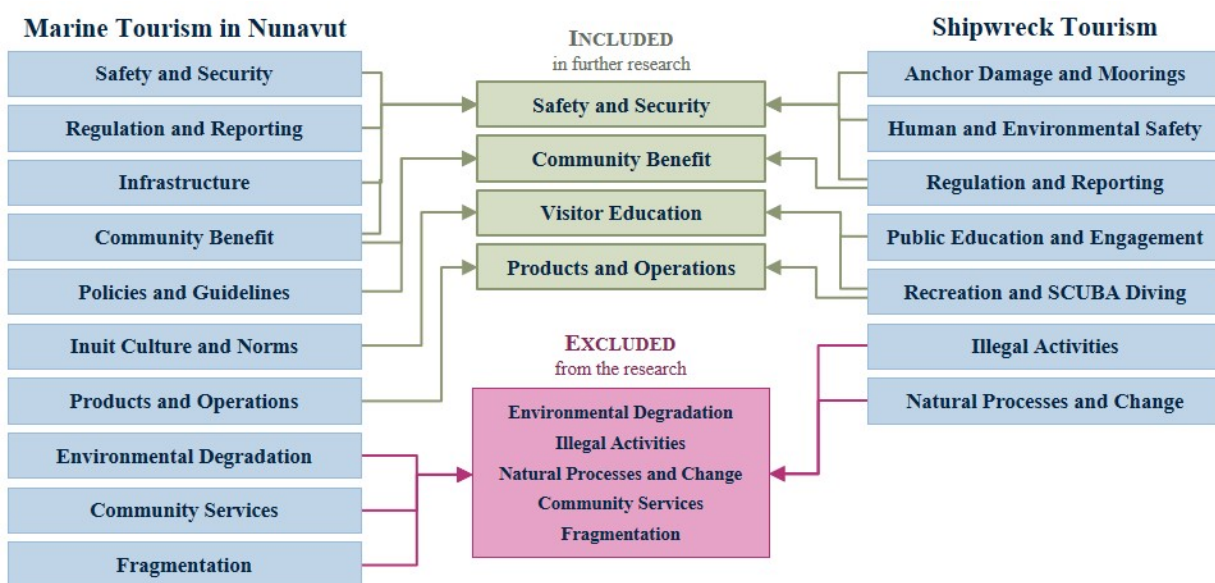 Marine Tourism in Nunavut
Safety and Security
Regulation and Reporting
Infrastructure
Community Benefit
Policies and Guidelines
Inuit Culture and Norms
Products and Operations
Environmental Degradation
Community Services
Fragmentation
INCLUDED
in further research
Safety and Security
Community Benefit
Visitor Education
Products and Operations
EXCLUDED
from the research
Environmental Degradation
Illegal Activities
Natural Processes and Change
Community Services
Fragmentation
Shipwreck Tourism
Anchor Damage and Moorings
Human and Environmental Safety
Regulation and Reporting
Public Education and Engagement
Recreation and SCUBA Diving
Illegal Activities
Natural Processes and Change